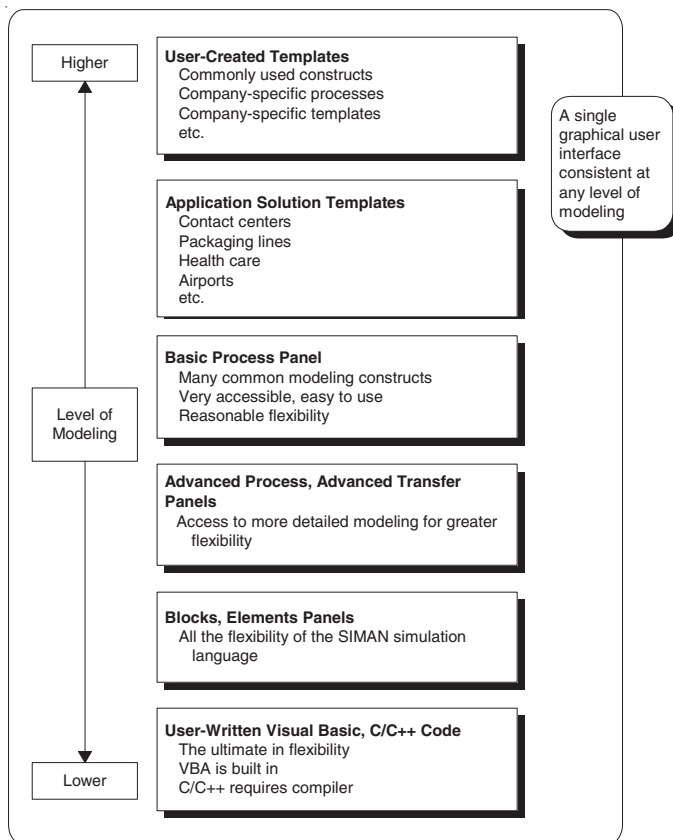 Higher
Level of
Modeling
Lower
User-Created Templates
Commonly used constructs
Company-specific processes
Company-specific templates
etc.
Application Solution Templates
Contact centers
Packaging lines
Health care
Airports
etc.
Basic Process Panel
Many common modeling constructs
Very accessible, easy to use
Reasonable flexibility
Advanced Process, Advanced Transfer
Panels
Access to more detailed modeling for greater
flexibility
Blocks, Elements Panels
All the flexibility of the SIMAN simulation
language
User-Written Visual Basic, C/C++ Code
The ultimate in flexibility
VBA is built in
C/C++ requires compiler
A single
graphical user
interface
consistent at
any level of
modeling